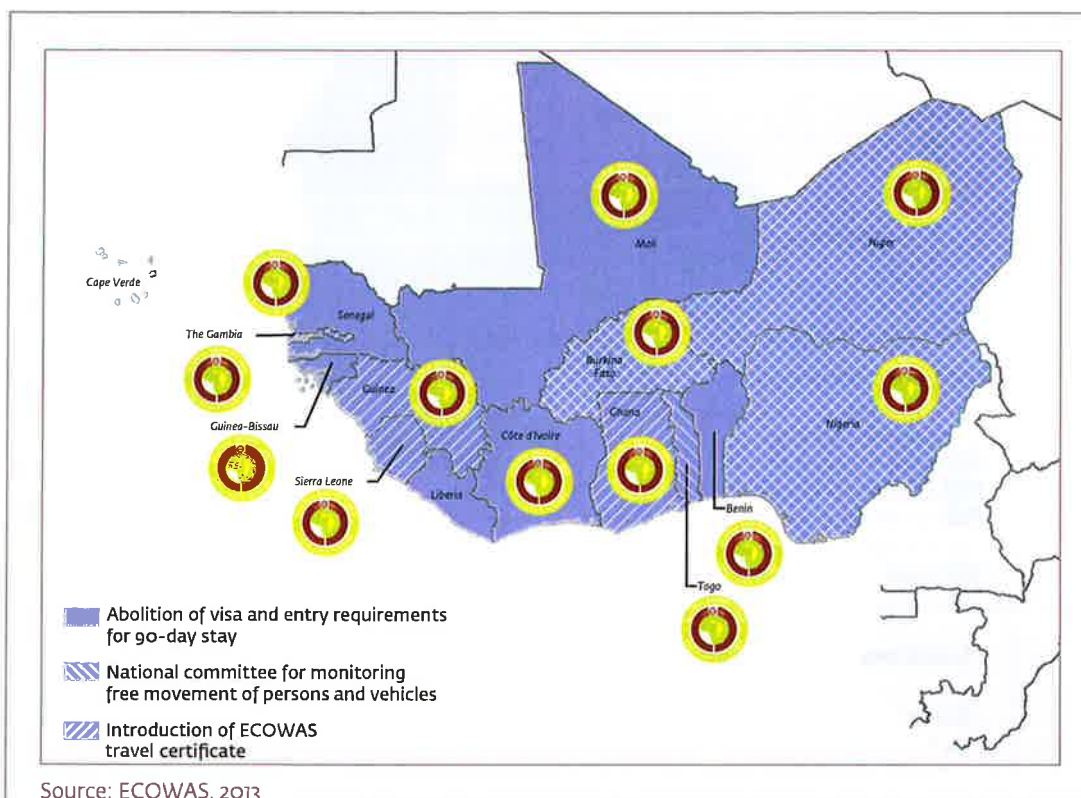 Mali
Niger
Cape Verde
Senegal
The Gambia
Burkina
Faso
Guinea
Ghana
Guinea-Bissau
Côte d'Ivoire
Nigeria
Sierra Leone
Liberia
Benin
Togo
Abolition of visa and entry requirements
for 90-day stay
National committee for monitoring
free movement of persons and vehicles
Introduction of ECOWAS
travel certificate
Source: ECOWAS, 2013